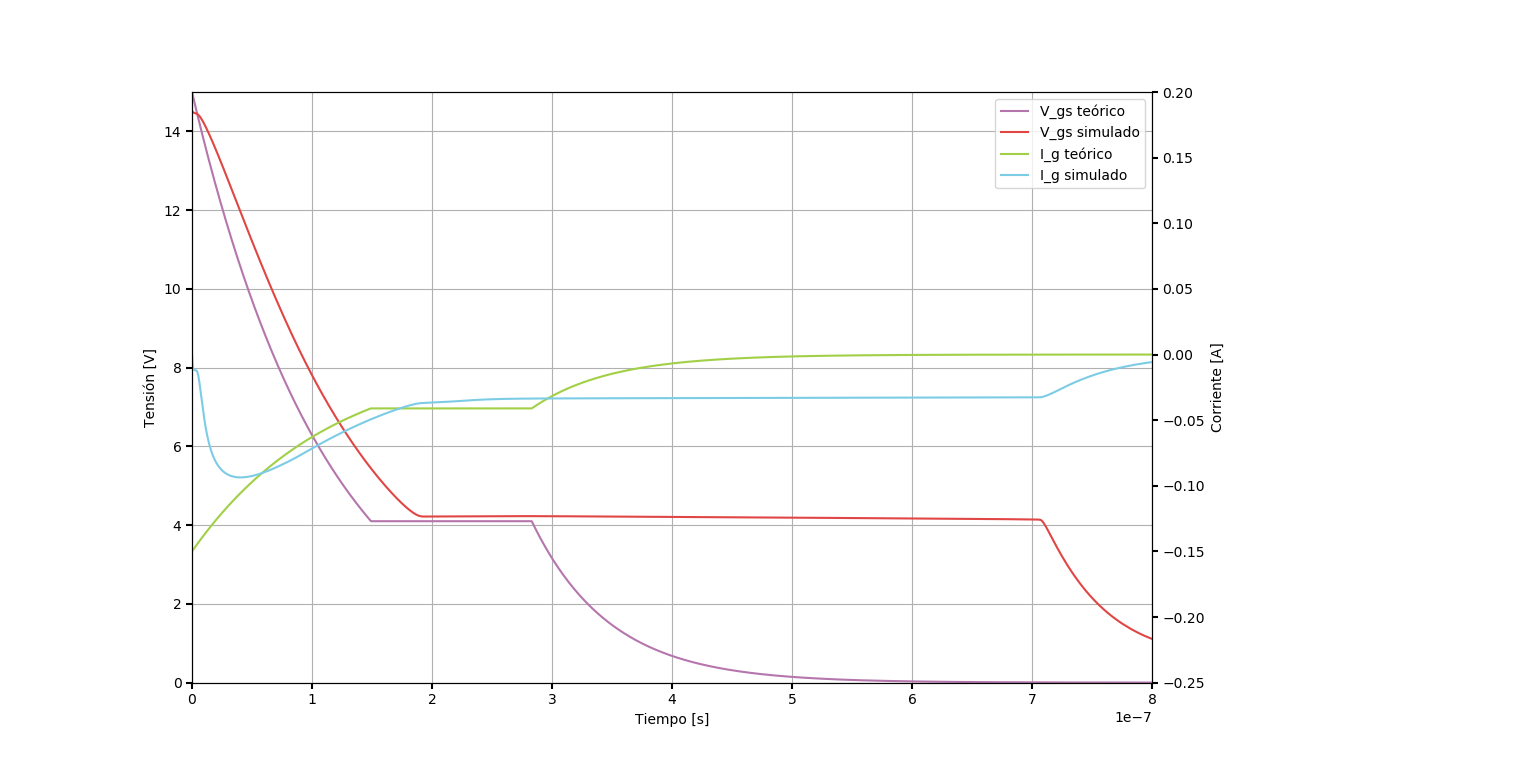 V_gs teórico
V_gs simulado
I_g teórico
I_g simulado
Tensión [V]
14
12
10
8
6
4
2
0
0.20
0.15
0.10
0.05
0.00
−0.05
−0.10
−0.15
−0.20
−0.25
Corriente [A]
0 1 2 3 4 5 6 7 8
1e−7
Tiempo [s]